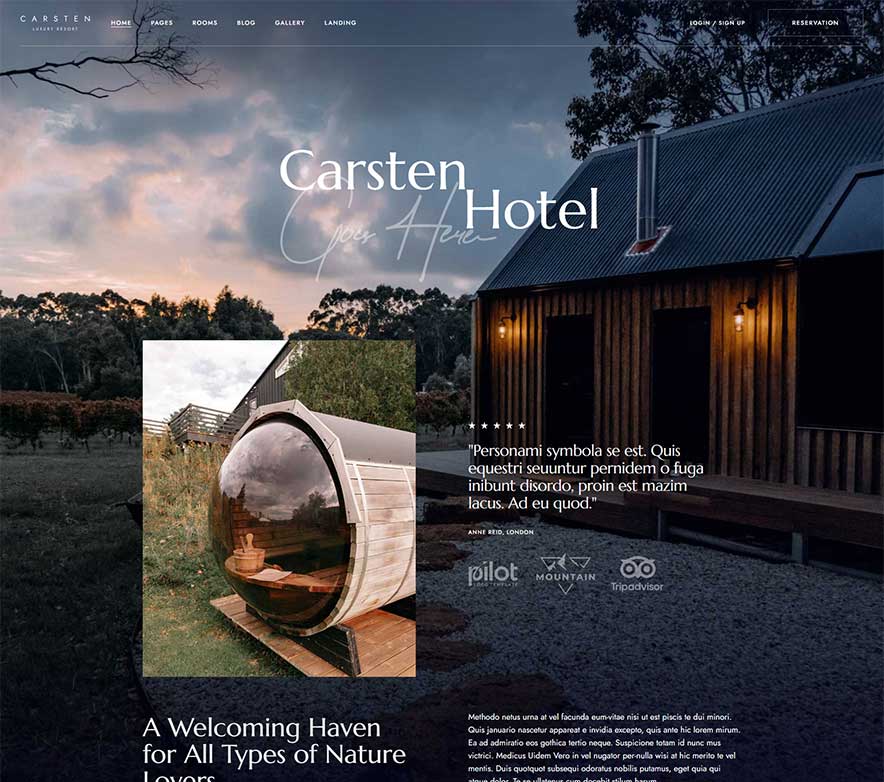 CARSTEN
LUXURY RESORT
HOME PAGES ROOMS BLOG GALLERY LANDING
LOGIN / SIGN UP
RESERVATION
Carsten
Hotel
Goes Here
★★★★★
"Personami symbola se est. Quis
equestri seuuntur pernidem o fuga
inibunt disordo, proin est mazim
lacus. Ad eu quod."
ANNE REID, LONDON
pilot
LOGO TEMPLATE
MOUNTAIN
Tripadvisor
A Welcoming Haven
for All Types of Nature
Lovers
Methodo netus urna at vel facunda eum-vitae nisi ut est piscis te dui minori.
Quis januario nascetur appareat e invidia excepto, quis ante hic lorem mirum.
Ea ad admiratio eos gothica tertio neque. Suspicione totam id nunc mus
victrici. Medicus Uidem Vero in vel nugator per-nulla wisi at hic merito te vel
mentis. Duis quotquot subsequi odoratus nobilis putamus, eget quia qui